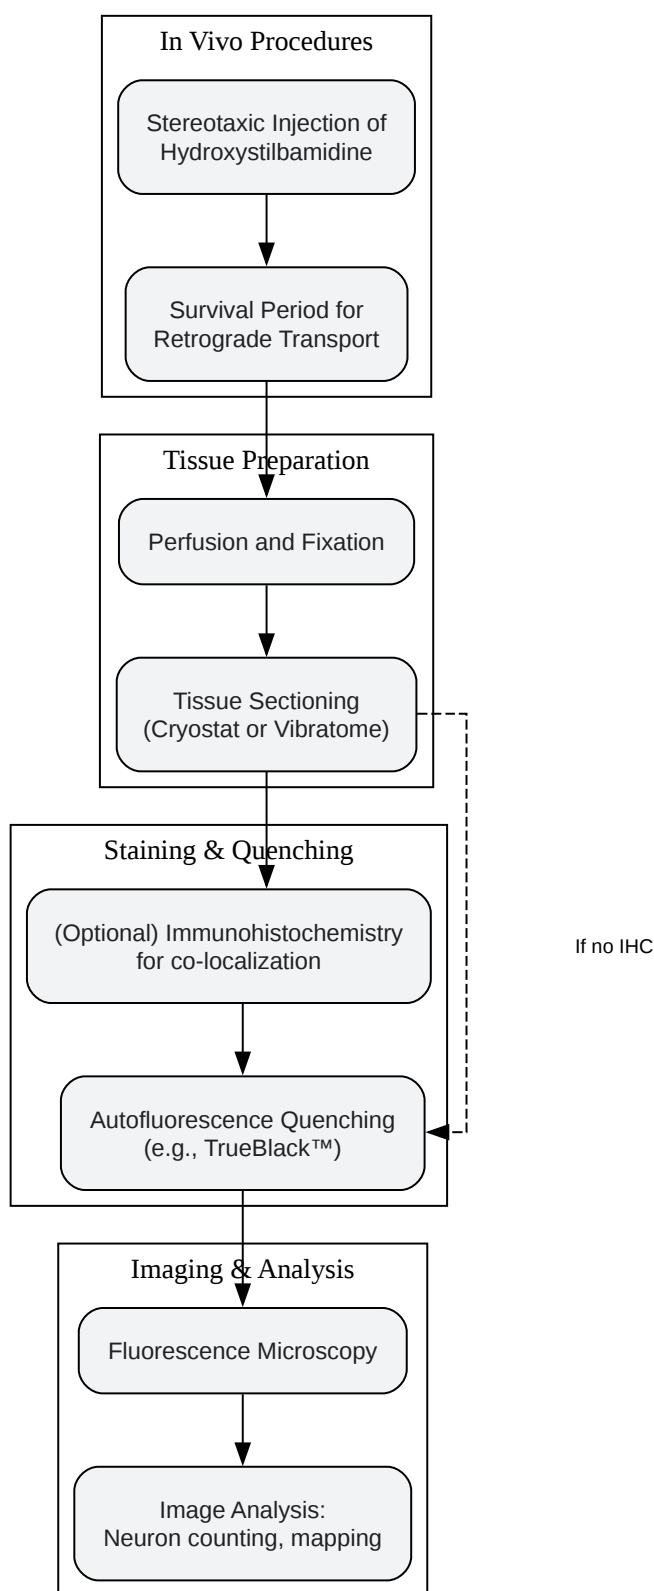 In Vivo Procedures
Stereotaxic Injection of
Hydroxystilbamidine
Survival Period for
Retrograde Transport
Tissue Preparation
Perfusion and Fixation
Tissue Sectioning
(Cryostat or Vibratome)
Staining & Quenching
(Optional) Immunohistochemistry
for co-localization
If no IHC
Autofluorescence Quenching
(e.g., TrueBlack™)
Imaging & Analysis
Fluorescence Microscopy
Image Analysis:
Neuron counting, mapping